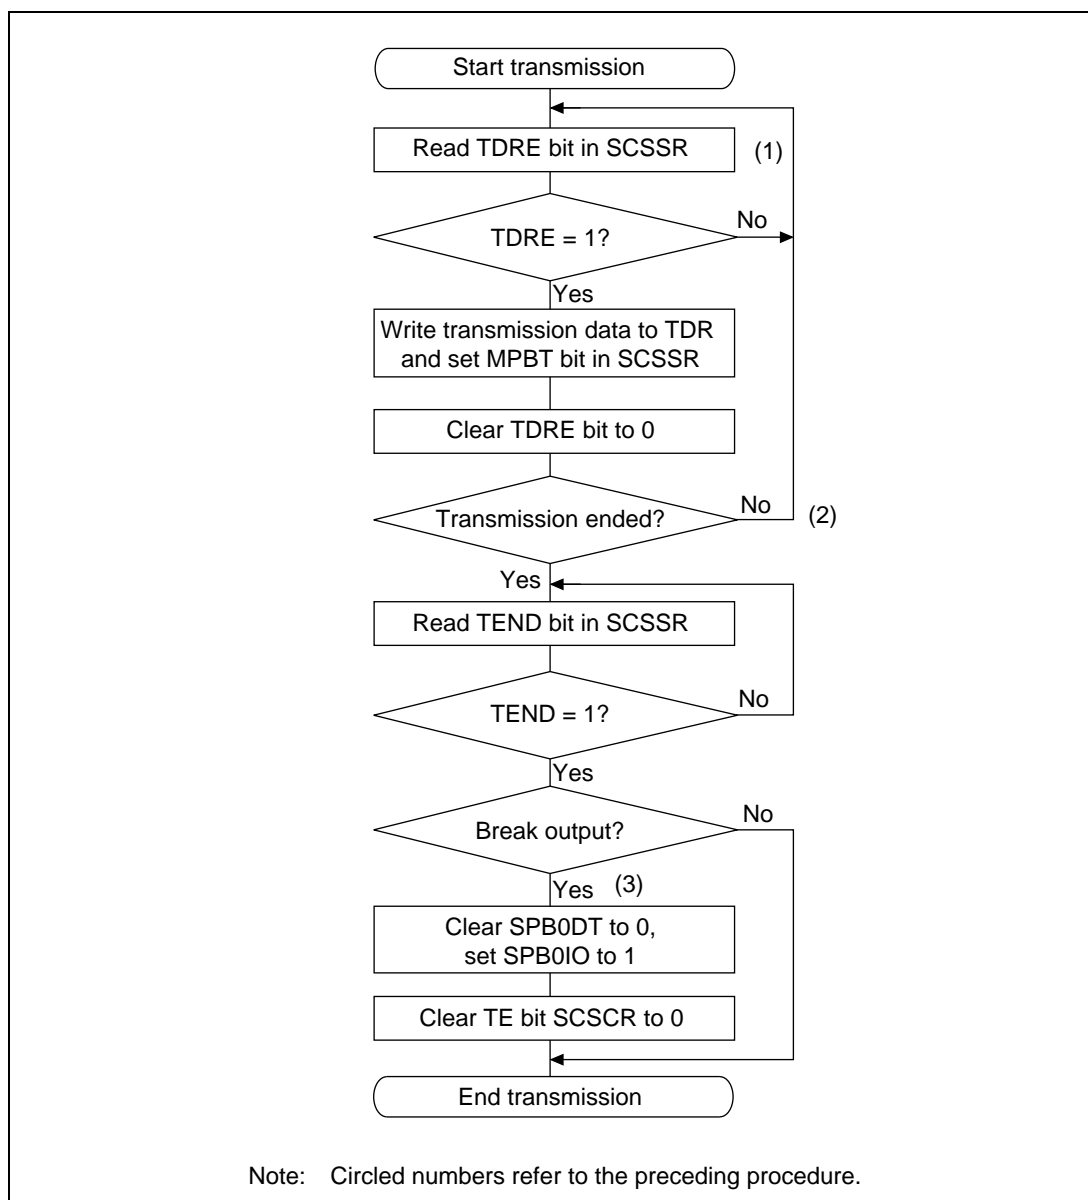 Start transmission
Read TDRE bit in SCSSR
(1)
TDRE = 1?
No
Yes
Write transmission data to TDR
and set MPBT bit in SCSSR
Clear TDRE bit to 0
Transmission ended?
No
(2)
Yes
Read TEND bit in SCSSR
TEND = 1?
No
Yes
Break output?
No
Yes
(3)
Clear SPB0DT to 0,
set SPB0IO to 1
Clear TE bit SCSCR to 0
End transmission
Note: Circled numbers refer to the preceding procedure.